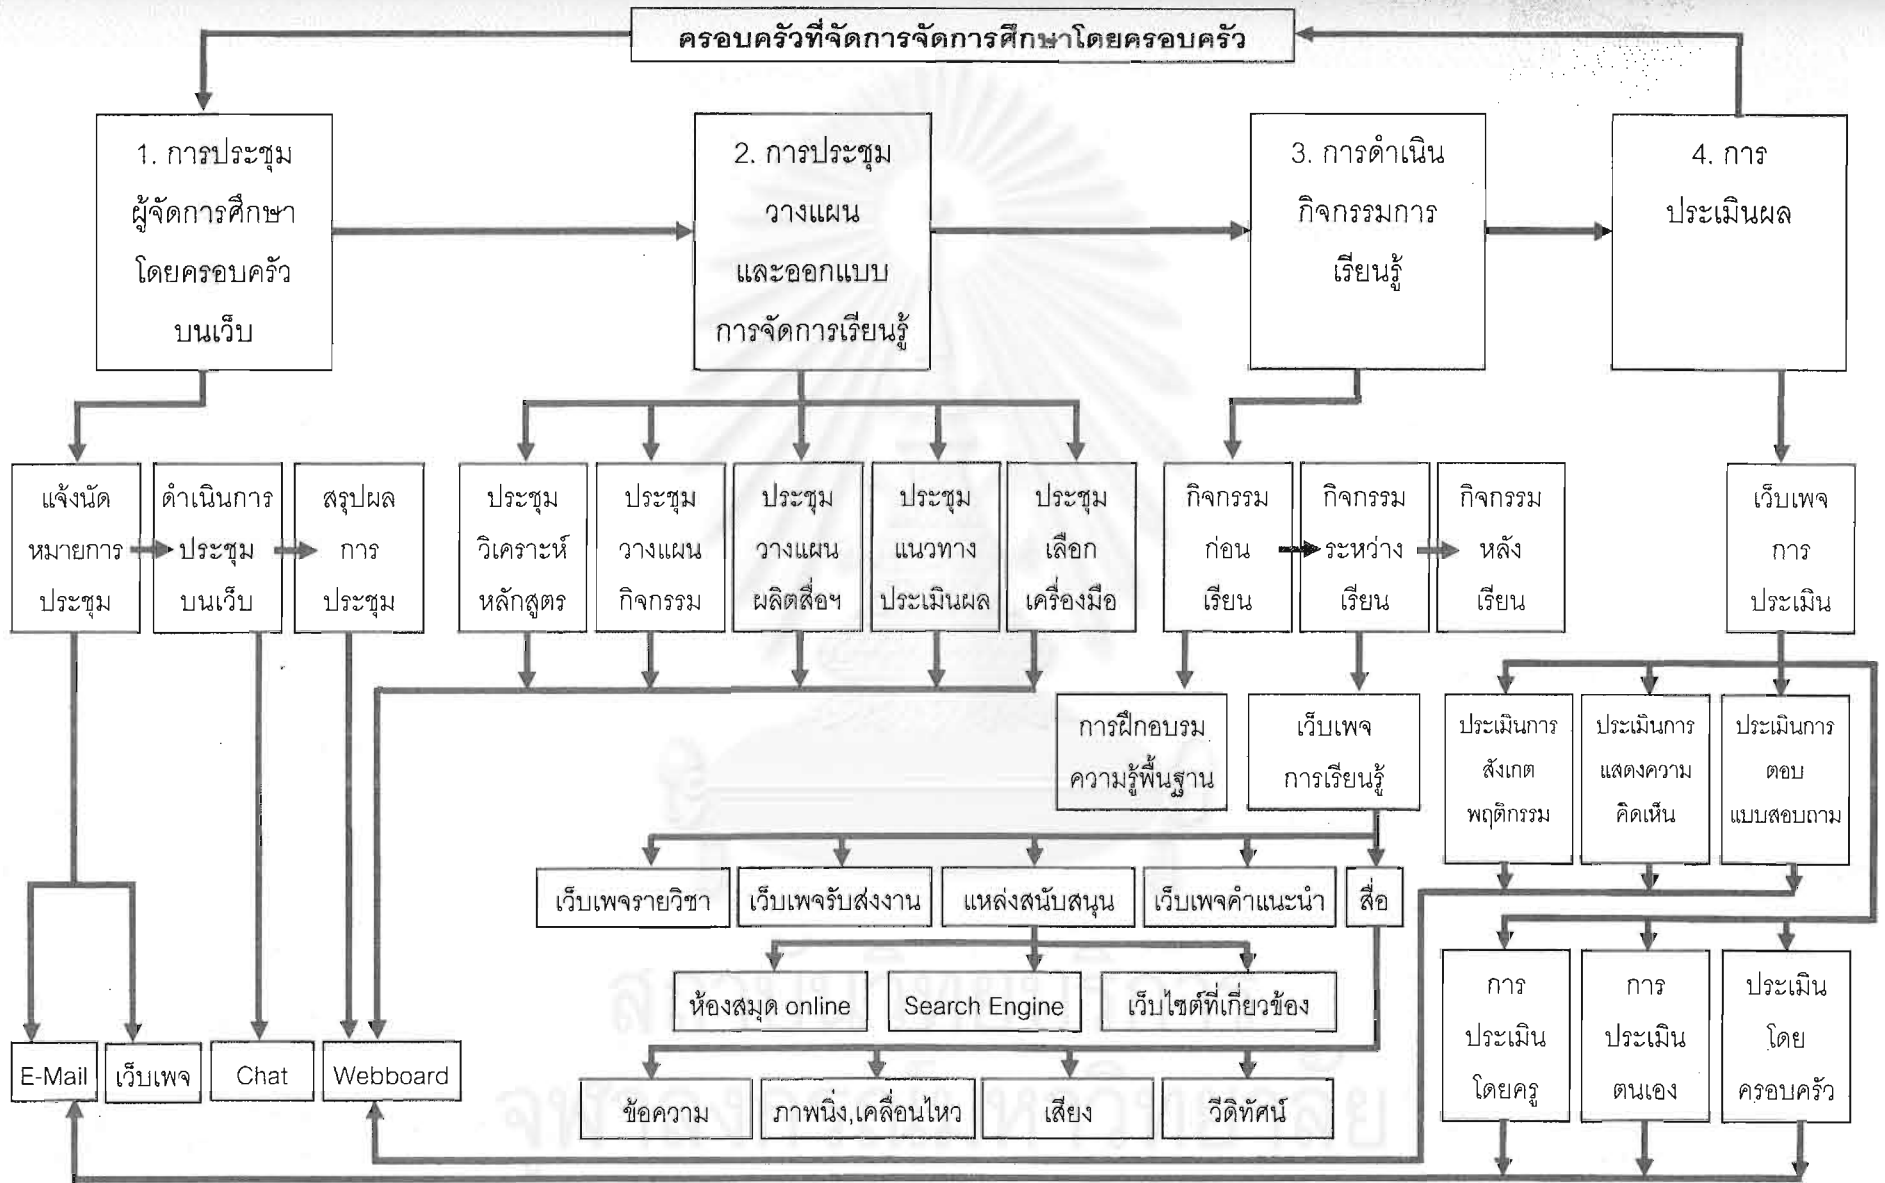 ครอบครัวที่จัดการจัดการศึกษาโดยครอบครัว
1. การประชุม
ผู้จัดการศึกษา
โดยครอบครัว
บนเว็บ
2. การประชุม
วางแผน
และออกแบบ
การจัดการเรียนรู้
3. การดำเนิน
กิจกรรมการ
เรียนรู้
4. การ
ประเมินผล
แจ้งนัด
หมายการ
ประชุม
ดำเนินการ
ประชุม
บนเว็บ
สรุปผล
การ
ประชุม
ประชุม
วิเคราะห์
หลักสูตร
ประชุม
วางแผน
กิจกรรม
ประชุม
วางแผน
ผลิตสื่อฯ
ประชุม
แนวทาง
ประเมินผล
ประชุม
เลือก
เครื่องมือ
กิจกรรม
ก่อน
เรียน
กิจกรรม
ระหว่าง
เรียน
กิจกรรม
หลัง
เรียน
เว็บเพจ
การ
ประเมิน
การฝึกอบรม
ความรู้พื้นฐาน
เว็บเพจ
การเรียนรู้
ประเมินการ
สังเกต
พฤติกรรม
ประเมินการ
แสดงความ
คิดเห็น
ประเมินการ
ตอบ
แบบสอบถาม
เว็บเพจรายวิชา
เว็บเพจรับส่งงาน
แหล่งสนับสนุน
เว็บเพจคำแนะนำ
สื่อ
ห้องสมุด online
Search Engine
เว็บไซต์ที่เกี่ยวข้อง
การ
ประเมิน
โดยครู
การ
ประเมิน
ตนเอง
ประเมิน
โดย
ครอบครัว
E-Mail
เว็บเพจ
Chat
Webboard
ข้อความ
ภาพนิ่ง,เคลื่อนไหว
เสียง
วีดิทัศน์
สถาบันวิทยบริการ
จุฬาลงกรณ์มหาวิทยาลัย